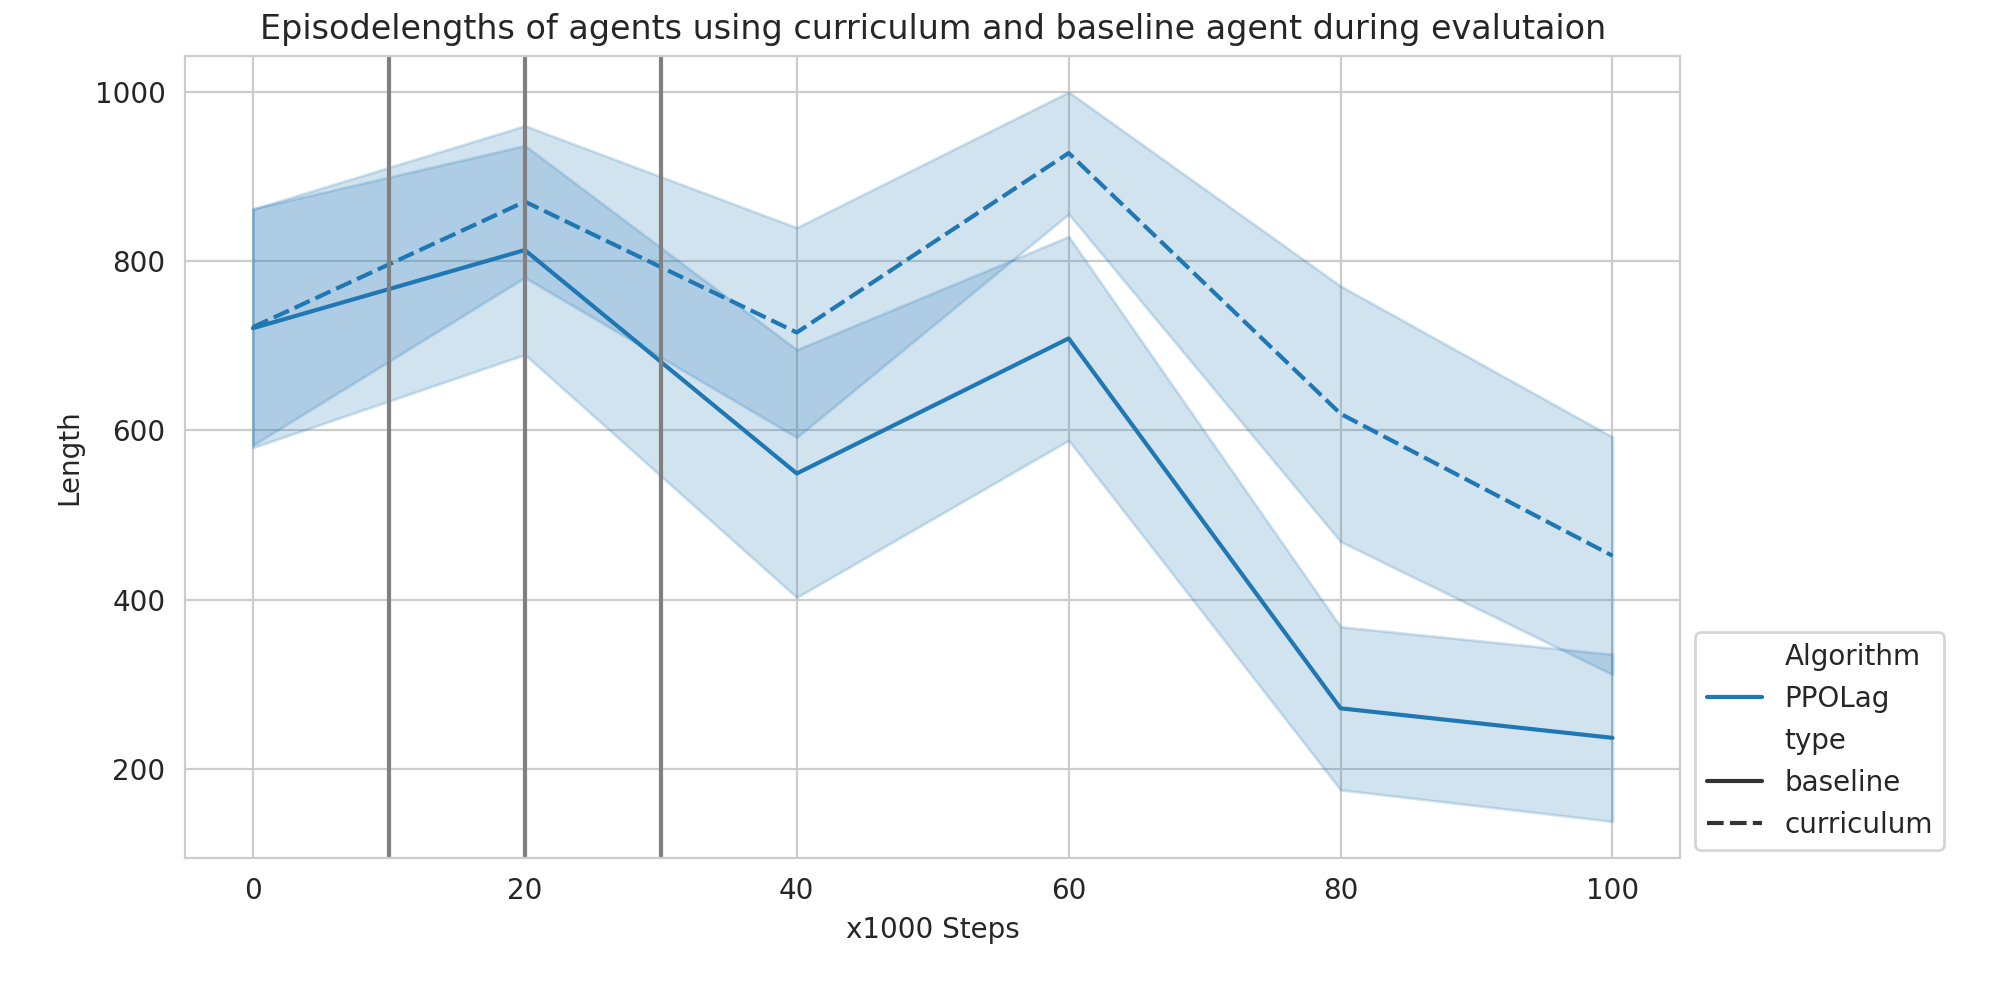 Episodelengths of agents using curriculum and baseline agent during evalutaion
1000
800
600
400
200
Length
0 20 40 60 80 100
x1000 Steps
Algorithm
PPOLag
type
baseline
curriculum